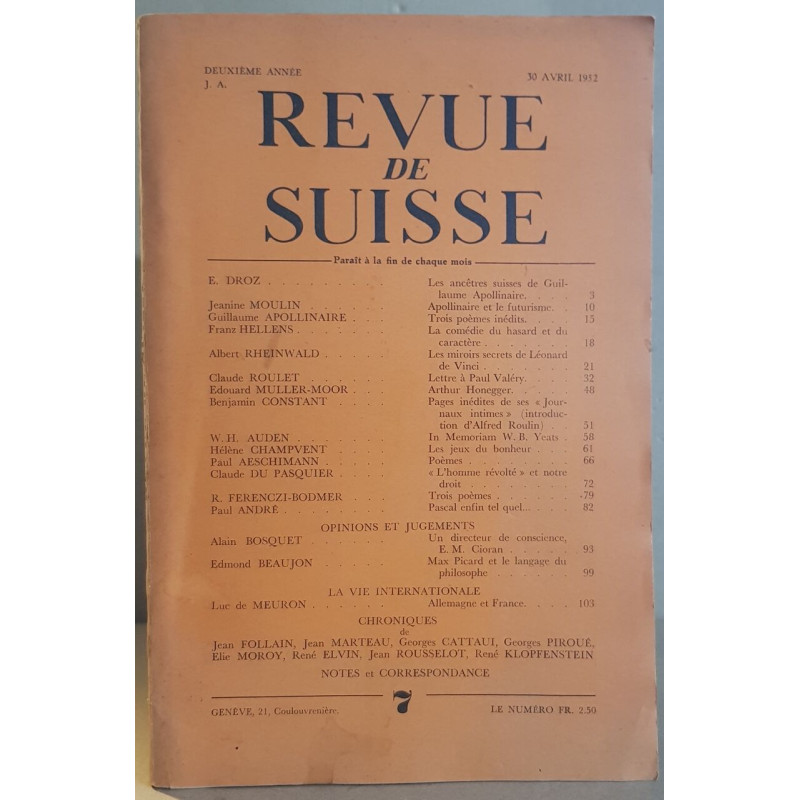 DEUXIÈME ANNÉE 30 AVRIL 1952
J. A.
REVUE
DE
SUISSE
Paraît à la fin de chaque mois
E. DROZ . . . . . . . . . . Les ancêtres suisses de Guil-
laume Apollinaire. . . . . 3
Jeanine MOULIN . . . . . . Apollinaire et le futurisme. . 10
Guillaume APOLLINAIRE . . . Trois poèmes inédits. . . . . 15
Franz HELLENS . . . . . . . La comédie du hasard et du
caractère . . . . . . . 18
Albert RHEINWALD . . . . . Les miroirs secrets de Léonard
de Vinci . . . . . . . 21
Claude ROULET . . . . . . Lettre à Paul Valéry. . . . . 32
Edouard MULLER-MOOR . . . Arthur Honegger. . . . . . 48
Benjamin CONSTANT . . . . Pages inédites de ses « Jour-
naux intimes » (introduc-
tion d'Alfred Roulin) . . 51
W. H. AUDEN . . . . . . . In Memoriam W. B. Yeats . 58
Hélène CHAMPVENT . . . . Les jeux du bonheur . . . 61
Paul AESCHIMANN . . . . . Poèmes . . . . . . . . . 66
Claude DU PASQUIER . . . . « L'homme révolté » et notre
droit . . . . . . . . 72
R. FERENCZI-BODMER . . . Trois poèmes . . . . . . 79
Paul ANDRÉ . . . . . . . . Pascal enfin tel quel... . . . 82
OPINIONS ET JUGEMENTS
Alain BOSQUET . . . . . . Un directeur de conscience,
E. M. Cioran . . . . . . 93
Edmond BEAUJON . . . . . Max Picard et le langage du
philosophe . . . . . . . 99
LA VIE INTERNATIONALE
Luc de MEURON . . . . . . Allemagne et France. . . . . 103
CHRONIQUES
de
Jean FOLLAIN, Jean MARTEAU, Georges CATTAUI, Georges PIROUÉ,
Elie MOROY, René ELVIN, Jean ROUSSELOT, René KLOPFENSTEIN
NOTES et CORRESPONDANCE
7
GENÈVE, 21, Coulouvrenière. LE NUMÉRO FR. 2.50